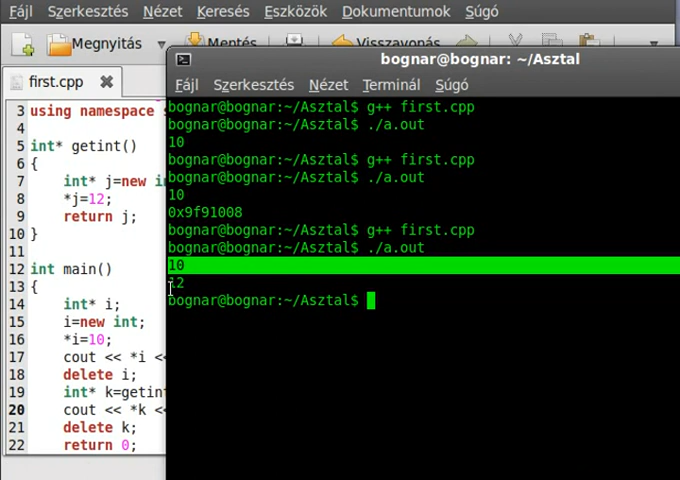 Fájl Szerkesztés Nézet Keresés Eszközök Dokumentumok Súgó
Megnyitás Mentés Visszavonás
first.cpp
3 using namespace
4
5 int* getint()
6 {
7 int* j=new
8 *j=12;
9 return j;
10 }
11
12 int main()
13 {
14 int* i;
15 i=new int;
16 *i=10;
17 cout << *i <<
18 delete i;
19 int* k=getint
20 cout << *k <<
21 delete k;
22 return 0;
bognar@bognar: ~/Asztal
Fájl Szerkesztés Nézet Terminál Súgó
bognar@bognar:~/Asztal$ g++ first.cpp
bognar@bognar:~/Asztal$ ./a.out
10
bognar@bognar:~/Asztal$ g++ first.cpp
bognar@bognar:~/Asztal$ ./a.out
10
0x9f91008
bognar@bognar:~/Asztal$ g++ first.cpp
bognar@bognar:~/Asztal$ ./a.out
10
12
bognar@bognar:~/Asztal$